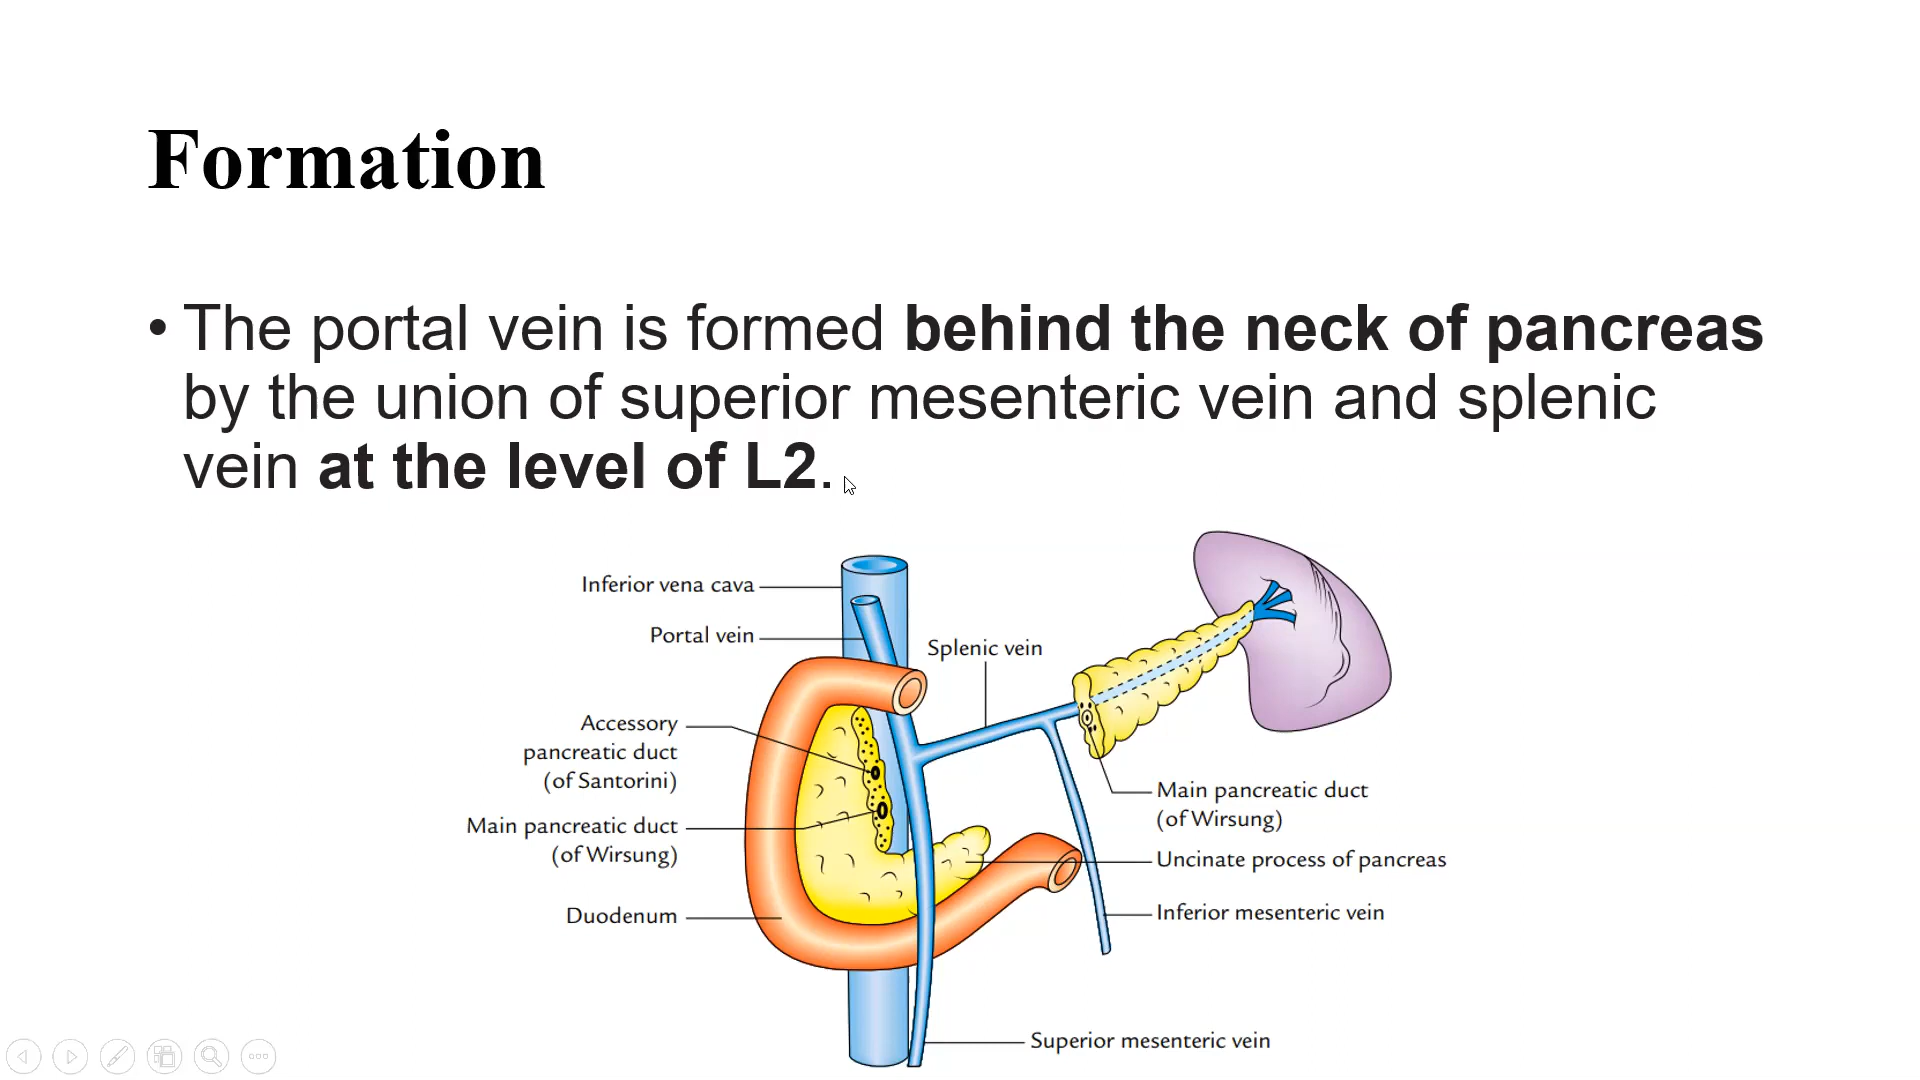 Formation
• The portal vein is formed behind the neck of pancreas
by the union of superior mesenteric vein and splenic
vein at the level of L2.
Inferior vena cava
Portal vein
Splenic vein
Accessory
pancreatic duct
(of Santorini)
Main pancreatic duct
(of Wirsung)
Duodenum
Main pancreatic duct
(of Wirsung)
Uncinate process of pancreas
Inferior mesenteric vein
Superior mesenteric vein